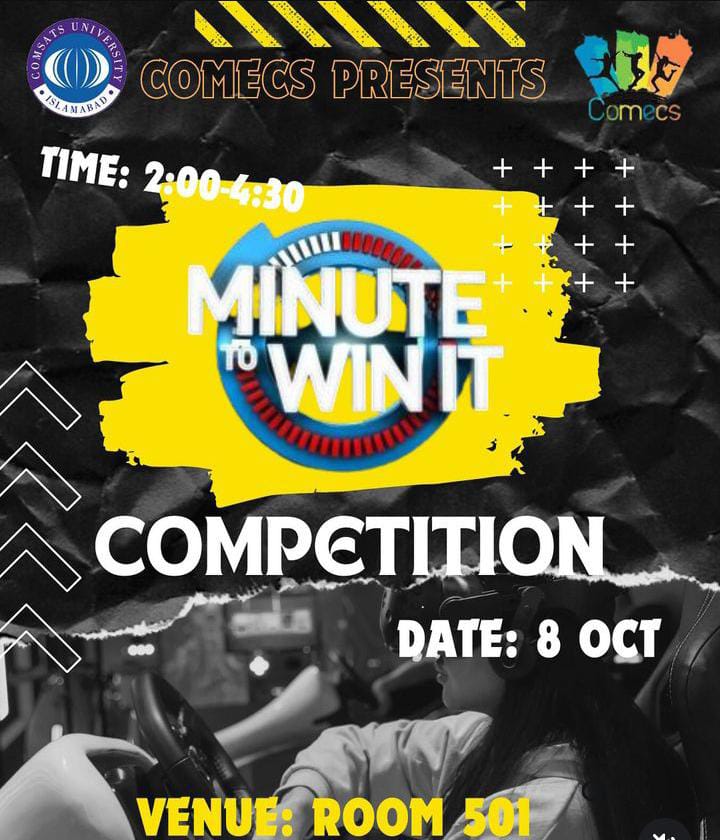 COMSATS UNIVERSITY
ISLAMABAD
COMECS PRESENTS
Comecs
TIME: 2:00-4:30
MINUTE
TO WIN IT
COMPETITION
DATE: 8 OCT
VENUE: ROOM 501